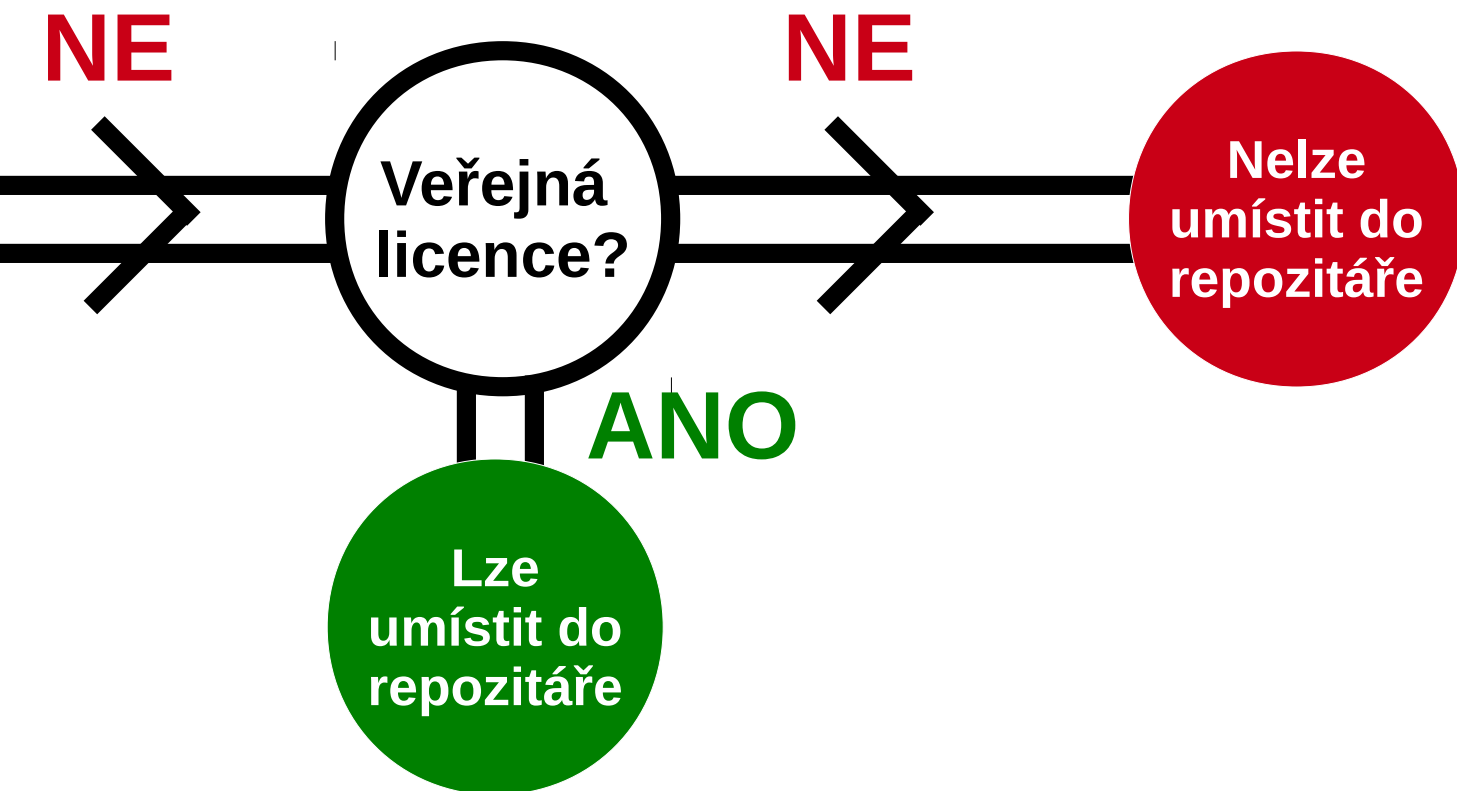 NE
NE
Veřejná
licence?
Nelze
umístit do
repozitáře
ANO
Lze
umístit do
repozitáře